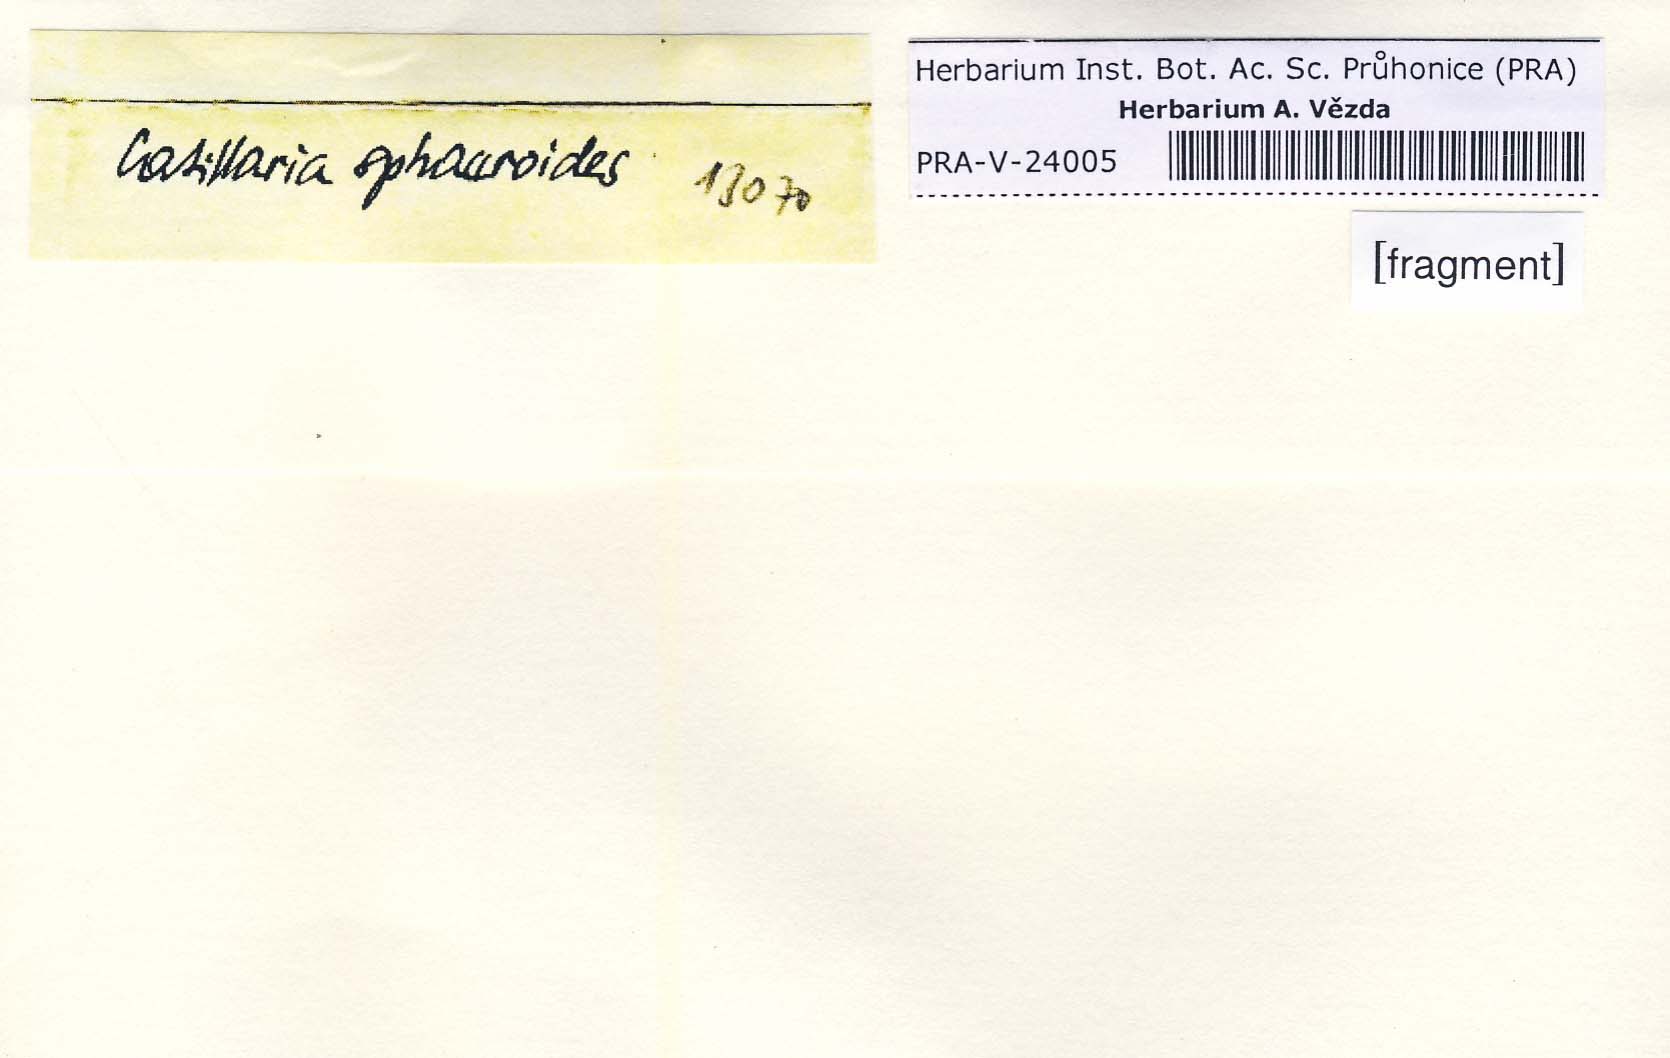 Catillaria sphaeroides 13070
Herbarium Inst. Bot. Ac. Sc. Průhonice (PRA)
Herbarium A. Vězda
PRA-V-24005
[fragment]